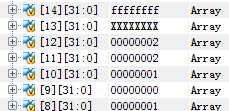 [14][31:0] ffffffff Array
[13][31:0] XXXXXXXX Array
[12][31:0] 00000002 Array
[11][31:0] 00000002 Array
[10][31:0] 00000001 Array
[9][31:0] 00000000 Array
[8][31:0] 00000001 Array